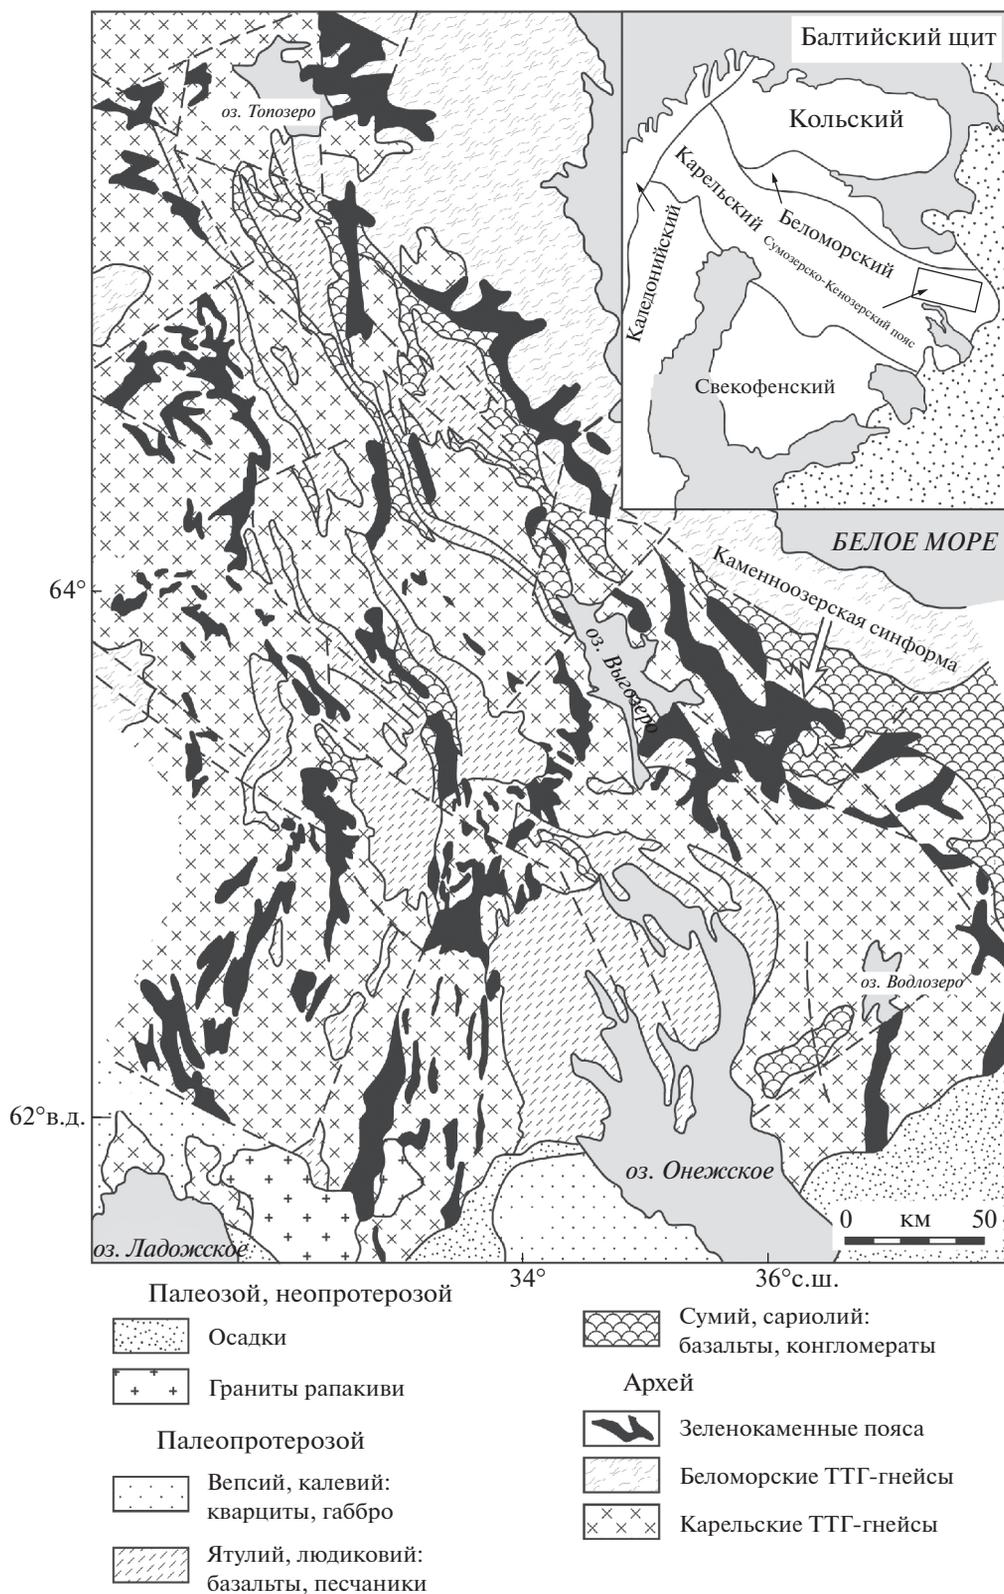 Балтийский щит
Кольский
Карельский
Беломорский
Сумозерско-Кенозерский пояс
Каледонийский
Свекофенский
оз. Топозеро
БЕЛОЕ МОРЕ
Каменноозерская синформа
64°
оз. Выгозеро
оз. Водлозеро
62°в.д.
оз. Онежское
0 км 50
оз. Ладожское
34°
36°с.ш.
Палеозой, неопротерозой
Осадки
Граниты рапакиви
Палеопротерозой
Вепсий, калевий:
кварциты, габбро
Ятулий, людиковий:
базальты, песчаники
Сумий, сариолий:
базальты, конгломераты
Архей
Зеленокаменные пояса
Беломорские ТТГ-гнейсы
Карельские ТТГ-гнейсы